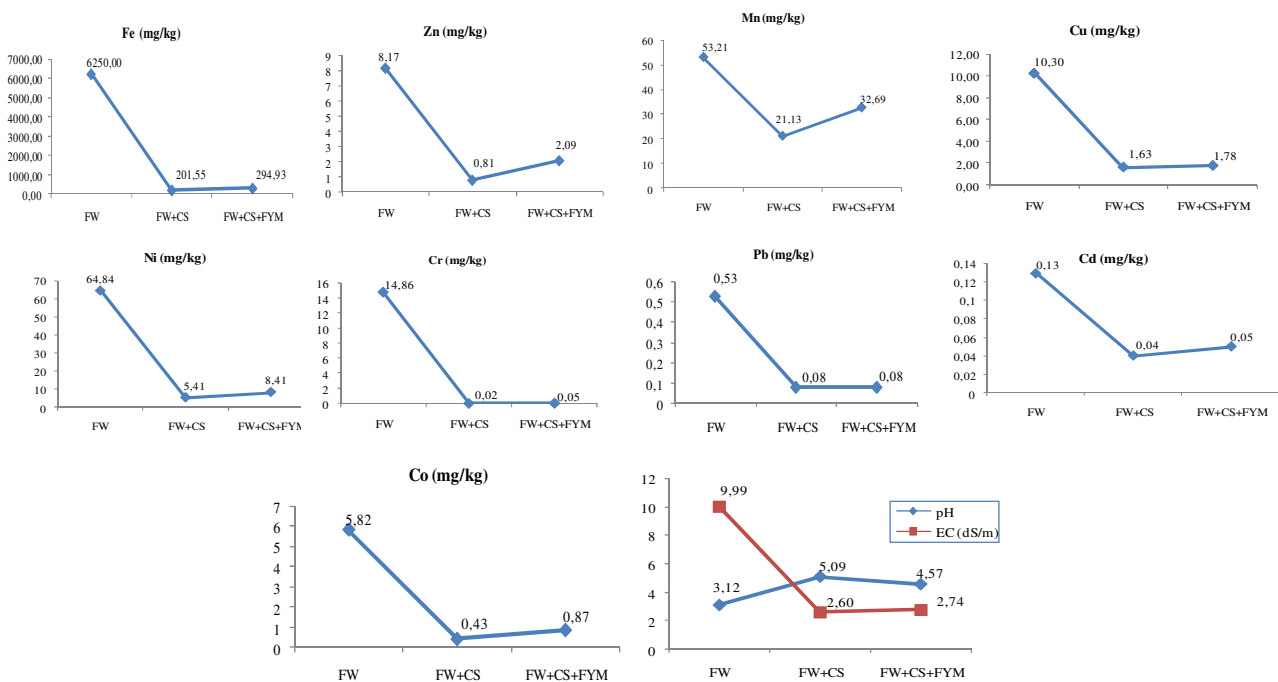 Fe (mg/kg)
7000,00
6000,00
5000,00
4000,00
3000,00
2000,00
1000,00
0,00
6250,00
201,55
294,93
FW
FW+CS
FW+CS+FYM
Zn (mg/kg)
9
8
7
6
5
4
3
2
1
0
8,17
0,81
2,09
FW
FW+CS
FW+CS+FYM
Mn (mg/kg)
60
50
40
30
20
10
0
53,21
21,13
32,69
FW
FW+CS
FW+CS+FYM
Cu (mg/kg)
12,00
10,00
8,00
6,00
4,00
2,00
0,00
10,30
1,63
1,78
FW
FW+CS
FW+CS+FYM
Ni (mg/kg)
70
60
50
40
30
20
10
0
64,84
5,41
8,41
FW
FW+CS
FW+CS+FYM
Cr (mg/kg)
16
14
12
10
8
6
4
2
0
14,86
0,02
0,05
FW
FW+CS
FW+CS+FYM
Pb (mg/kg)
0,6
0,5
0,4
0,3
0,2
0,1
0
0,53
0,08
0,08
FW
FW+CS
FW+CS+FYM
Cd (mg/kg)
0,14
0,12
0,1
0,08
0,06
0,04
0,02
0
0,13
0,04
0,05
FW
FW+CS
FW+CS+FYM
Co (mg/kg)
7
6
5
4
3
2
1
0
5,82
0,43
0,87
FW
FW+CS
FW+CS+FYM
12
10
8
6
4
2
0
9,99
3,12
5,09
2,60
4,57
2,74
pH
EC (dS/m)
FW
FW+CS
FW+CS+FYM